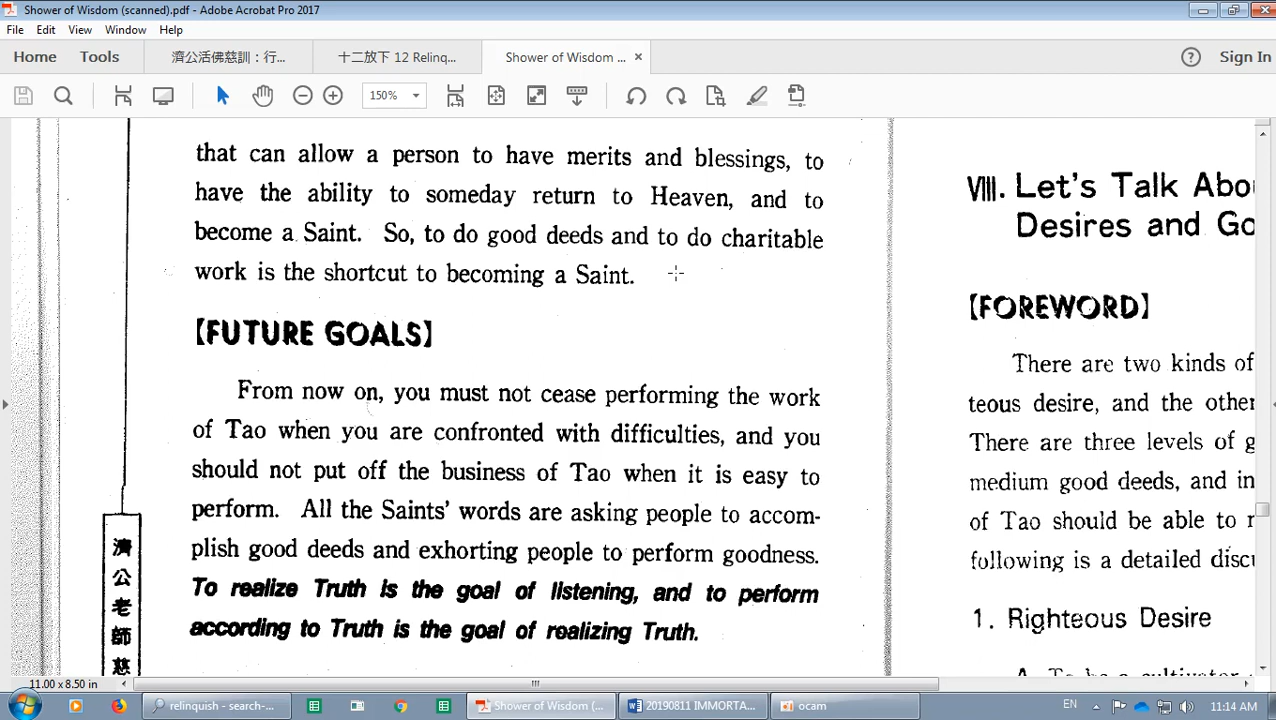 Shower of Wisdom (scanned).pdf - Adobe Acrobat Pro 2017
File Edit View Window Help
Home Tools 濟公活佛慈訓：行... 十二放下 12 Relinq... Shower of Wisdom ... × ? Sign In
150%
that can allow a person to have merits and blessings, to
have the ability to someday return to Heaven, and to
become a Saint. So, to do good deeds and to do charitable
work is the shortcut to becoming a Saint.
【FUTURE GOALS】
From now on, you must not cease performing the work
of Tao when you are confronted with difficulties, and you
should not put off the business of Tao when it is easy to
perform. All the Saints' words are asking people to accom-
plish good deeds and exhorting people to perform goodness.
To realize Truth is the goal of listening, and to perform
according to Truth is the goal of realizing Truth.
濟
公
老
師
慈
VIII. Let's Talk Abo
Desires and Go
【FOREWORD】
There are two kinds of
teous desire, and the other
There are three levels of g
medium good deeds, and in
of Tao should be able to r
following is a detailed disc
1. Righteous Desire
A. To be a cultivator
11.00 x 8.50 in
relinquish - search-... Shower of Wisdom (... 20190811 IMMORTA... ocam EN 11:14 AM